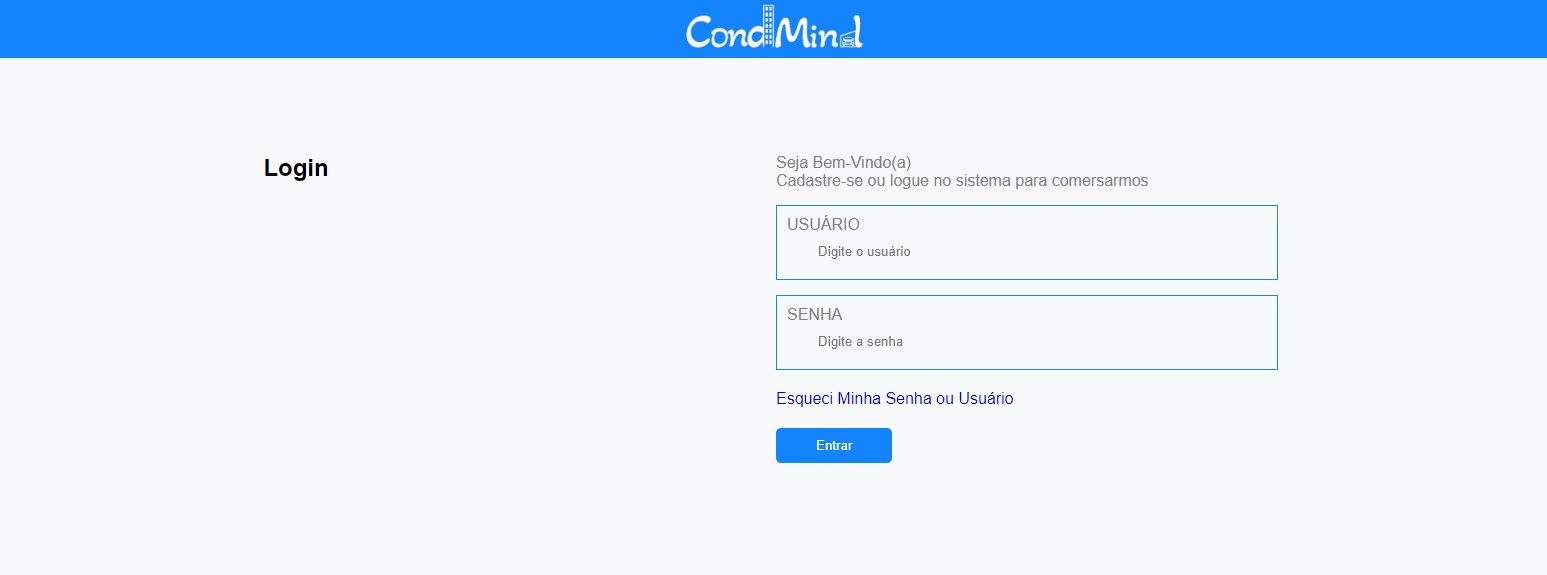 CondMind
Login
Seja Bem-Vindo(a)
Cadastre-se ou logue no sistema para comersarmos
USUÁRIO
Digite o usuário
SENHA
Digite a senha
Esqueci Minha Senha ou Usuário
Entrar